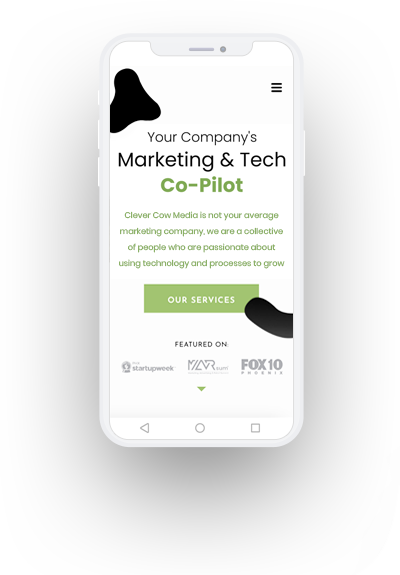 Your Company's
Marketing & Tech
Co-Pilot
Clever Cow Media is not your average
marketing company, we are a collective
of people who are passionate about
using technology and processes to grow
OUR SERVICES
FEATURED ON:
startupweek
FOX 10
PHOENIX